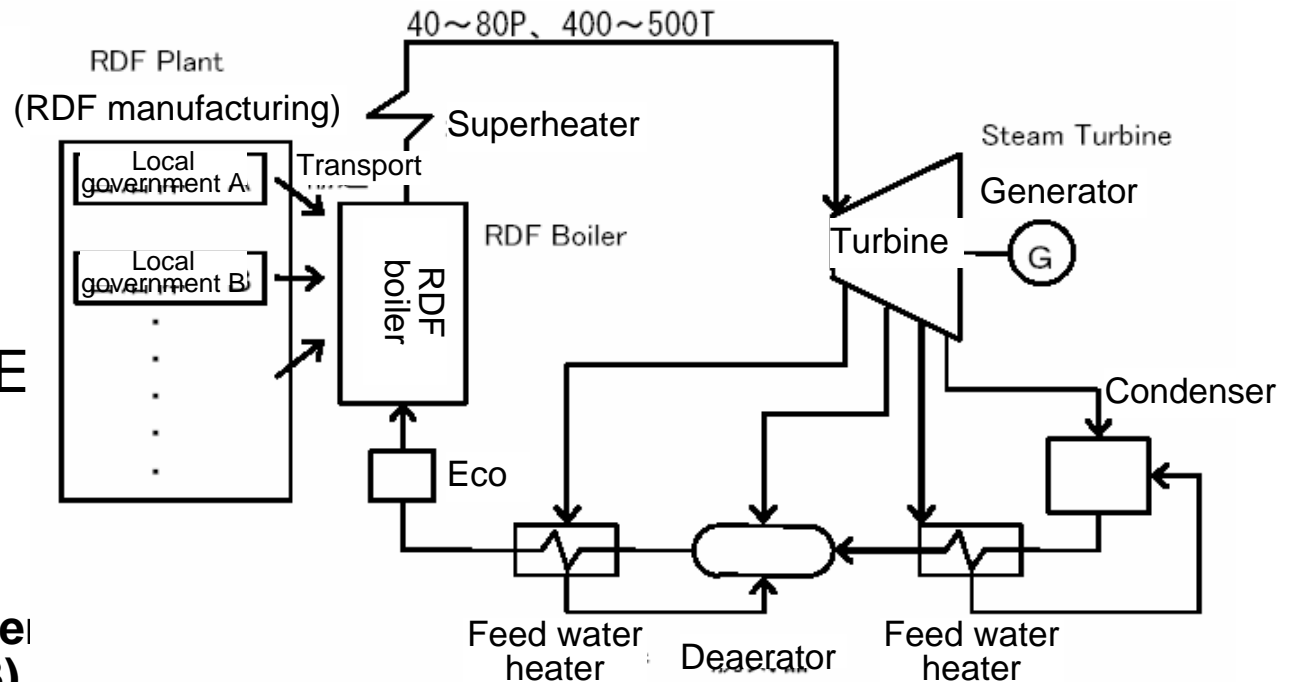 40～80P、400～500T
RDF Plant
(RDF manufacturing)
Superheater
Steam Turbine
Local
government A
Transport
Generator
RDF Boiler
Turbine
G
Local
government B
RDF
boiler
E
Condenser
Eco
Feed water
heater
Deaerator
Feed water
heater